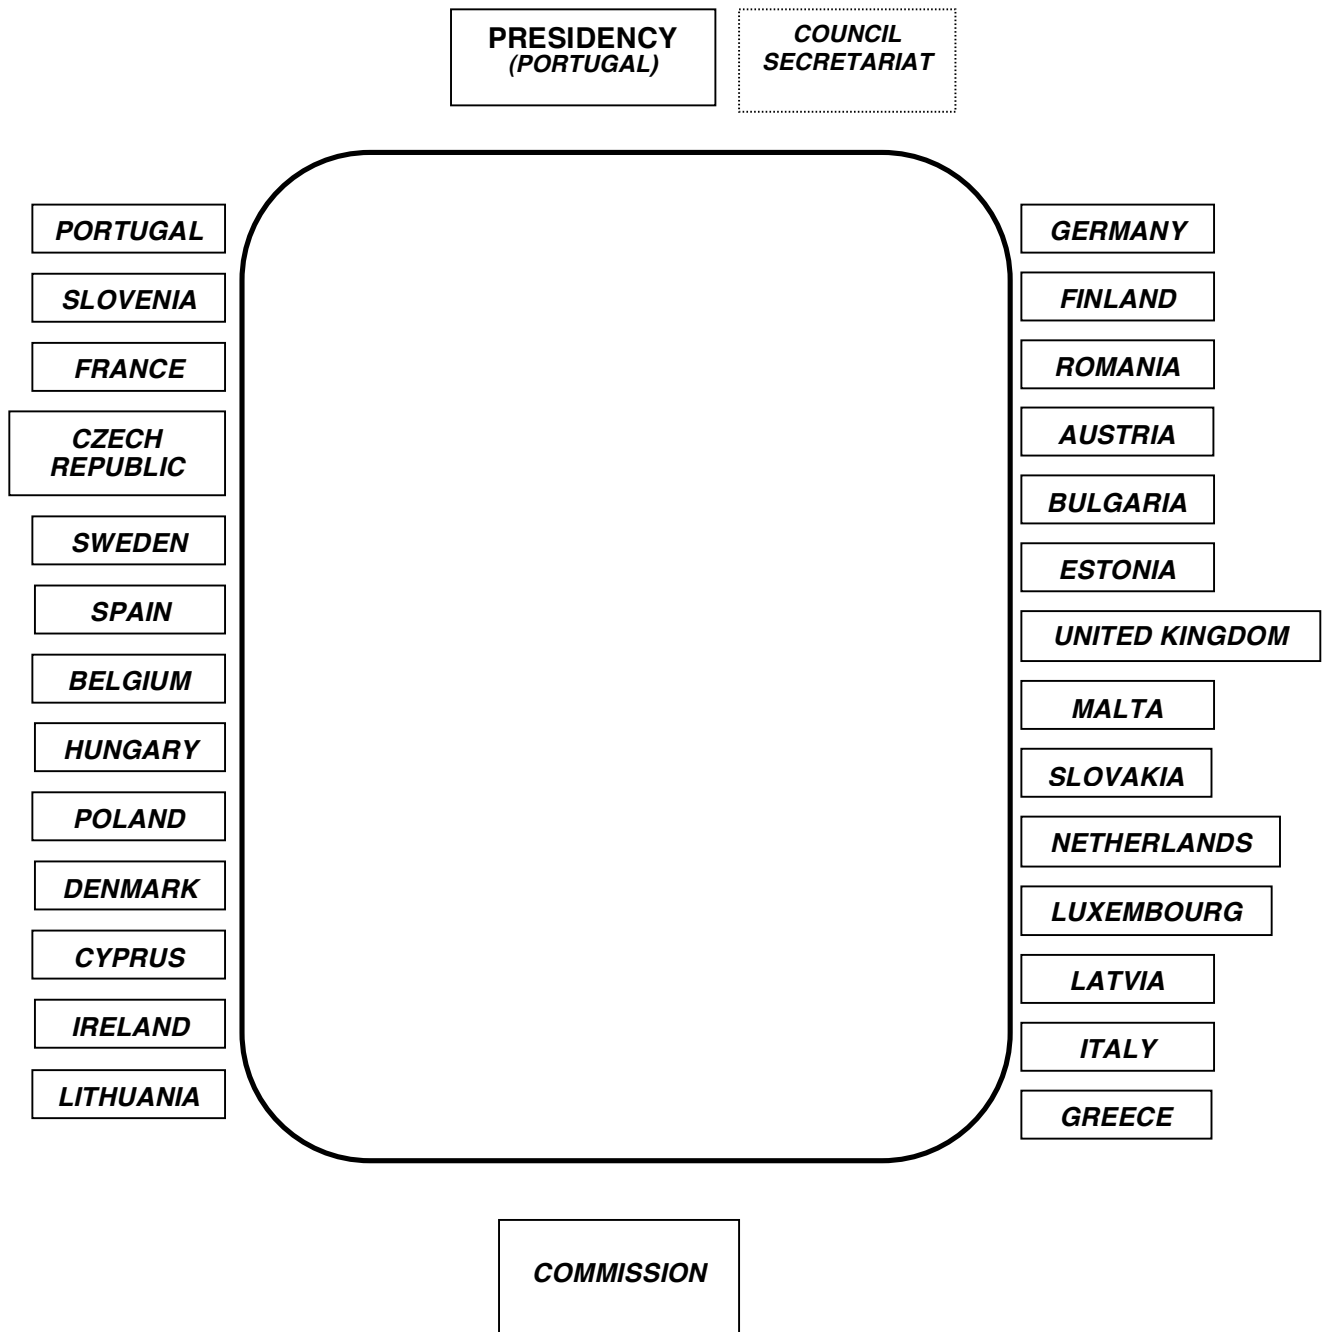 PRESIDENCY
(PORTUGAL)
COUNCIL
SECRETARIAT
PORTUGAL
SLOVENIA
FRANCE
CZECH
REPUBLIC
SWEDEN
SPAIN
BELGIUM
HUNGARY
POLAND
DENMARK
CYPRUS
IRELAND
LITHUANIA
GERMANY
FINLAND
ROMANIA
AUSTRIA
BULGARIA
ESTONIA
UNITED KINGDOM
MALTA
SLOVAKIA
NETHERLANDS
LUXEMBOURG
LATVIA
ITALY
GREECE
COMMISSION